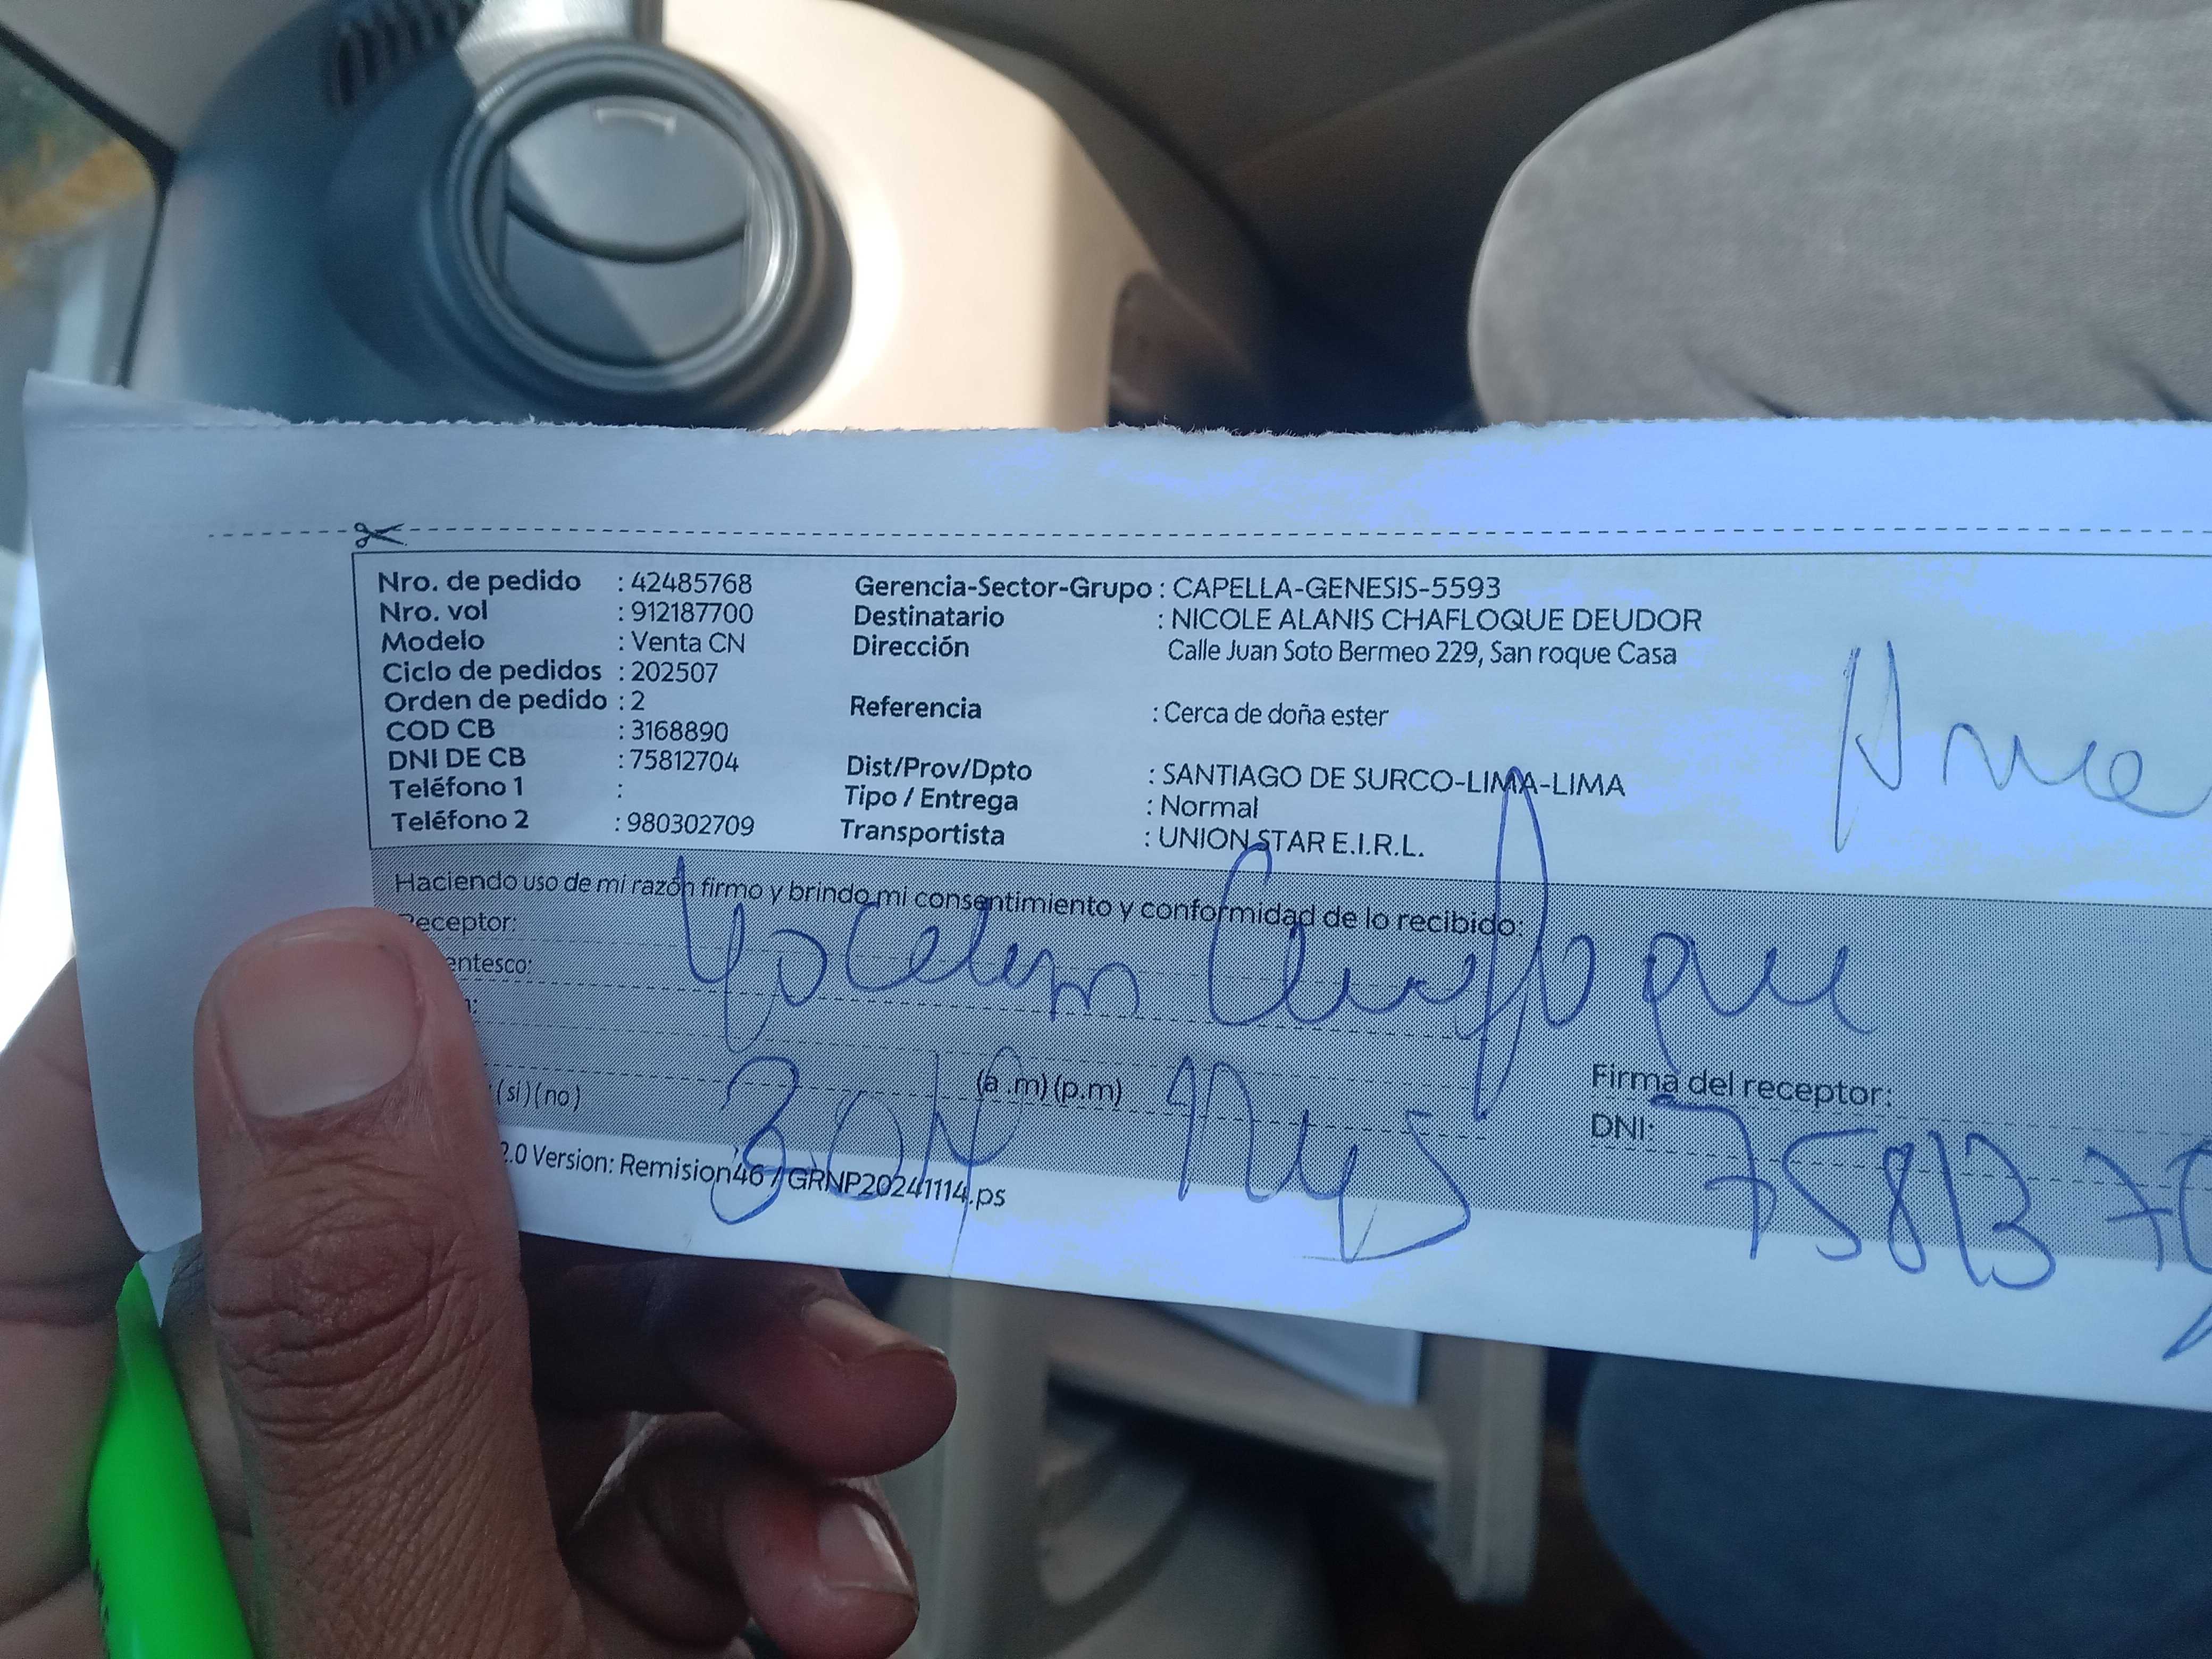 Nro. de pedido : 42485768
Nro. vol : 912187700
Modelo : Venta CN
Ciclo de pedidos : 202507
Orden de pedido : 2
COD CB : 3168890
DNI DE CB : 75812704
Teléfono 1 :
Teléfono 2 : 980302709
Gerencia-Sector-Grupo : CAPELLA-GENESIS-5593
Destinatario : NICOLE ALANIS CHAFLOQUE DEUDOR
Dirección Calle Juan Soto Bermeo 229, San roque Casa
Referencia : Cerca de doña ester
Dist/Prov/Dpto : SANTIAGO DE SURCO-LIMA-LIMA
Tipo / Entrega : Normal
Transportista : UNION STAR E.I.R.L.
Haciendo uso de mi razón firmo y brindo mi consentimiento y conformidad de lo recibido:
eceptor:
entesco:
(si)(no) (a .m)(p.m)
Firma del receptor:
DNI: 75813
2.0 Version: Remision46 / GRNP20241114.ps